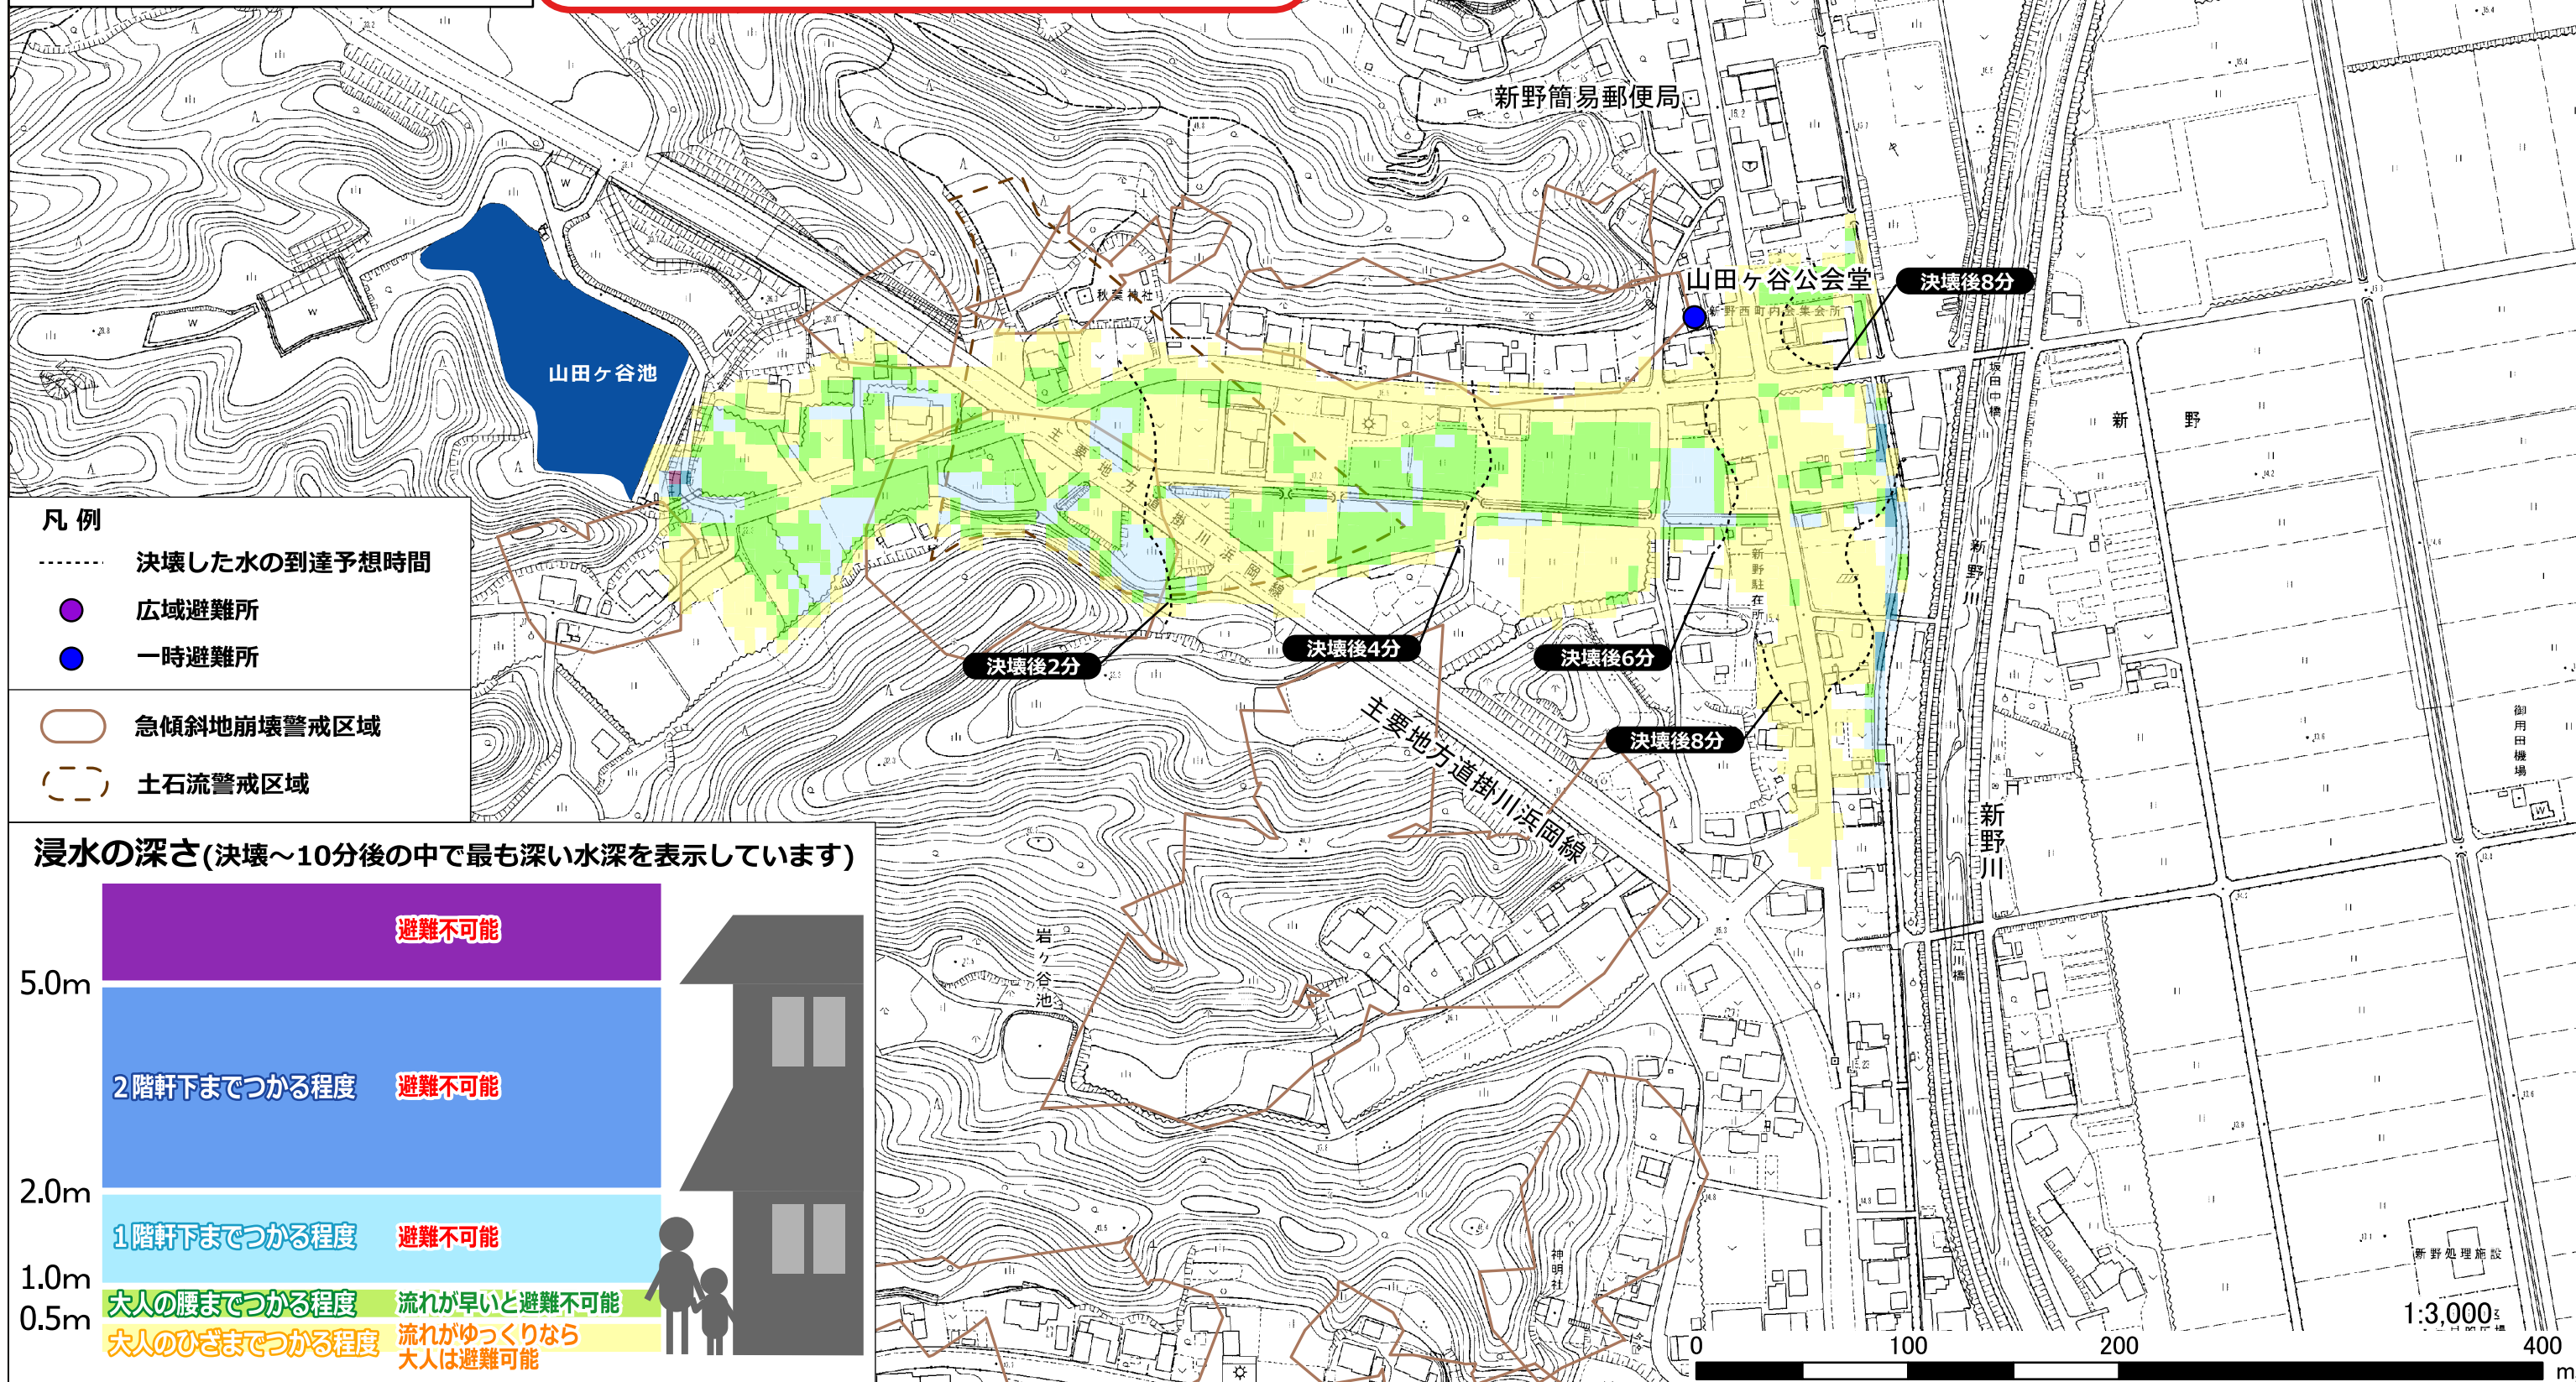 新野簡易郵便局
山田ヶ谷公会堂
新野西町内会集会所
決壊後8分
秋葉神社
山田ヶ谷池
坂田中橋
新野
主要地方道掛川浜岡線
新野駐在所
新野川
決壊後2分
決壊後4分
決壊後6分
決壊後8分
主要地方道掛川浜岡線
新野川
御用田機場
江川橋
岩ヶ谷池
神明社
新野処理施設
凡例
決壊した水の到達予想時間
広域避難所
一時避難所
急傾斜地崩壊警戒区域
土石流警戒区域
浸水の深さ(決壊～10分後の中で最も深い水深を表示しています)
避難不可能
5.0m
2階軒下までつかる程度 避難不可能
2.0m
1階軒下までつかる程度 避難不可能
1.0m
大人の腰までつかる程度 流れが早いと避難不可能
0.5m
大人のひざまでつかる程度 流れがゆっくりなら
大人は避難可能
1:3,000
0 100 200 400
m